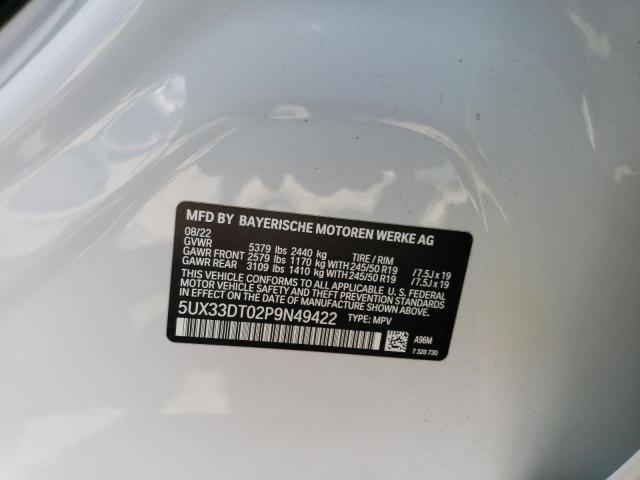 MFD BY BAYERISCHE MOTOREN WERKE AG
08/22
GVWR 5379 lbs 2440 kg TIRE / RIM
GAWR FRONT 2579 lbs 1170 kg WITH 245/50 R19 /7.5J x 19
GAWR REAR 3109 lbs 1410 kg WITH 245/50 R19 /7.5J x 19
THIS VEHICLE CONFORMS TO ALL APPLICABLE U. S. FEDERAL
MOTOR VEHICLE SAFETY, BUMPER, AND THEFT PREVENTION STANDARDS
IN EFFECT ON THE DATE OF MANUFACTURE SHOWN ABOVE.
5UX33DT02P9N49422 TYPE: MPV
A96M
7 320 730